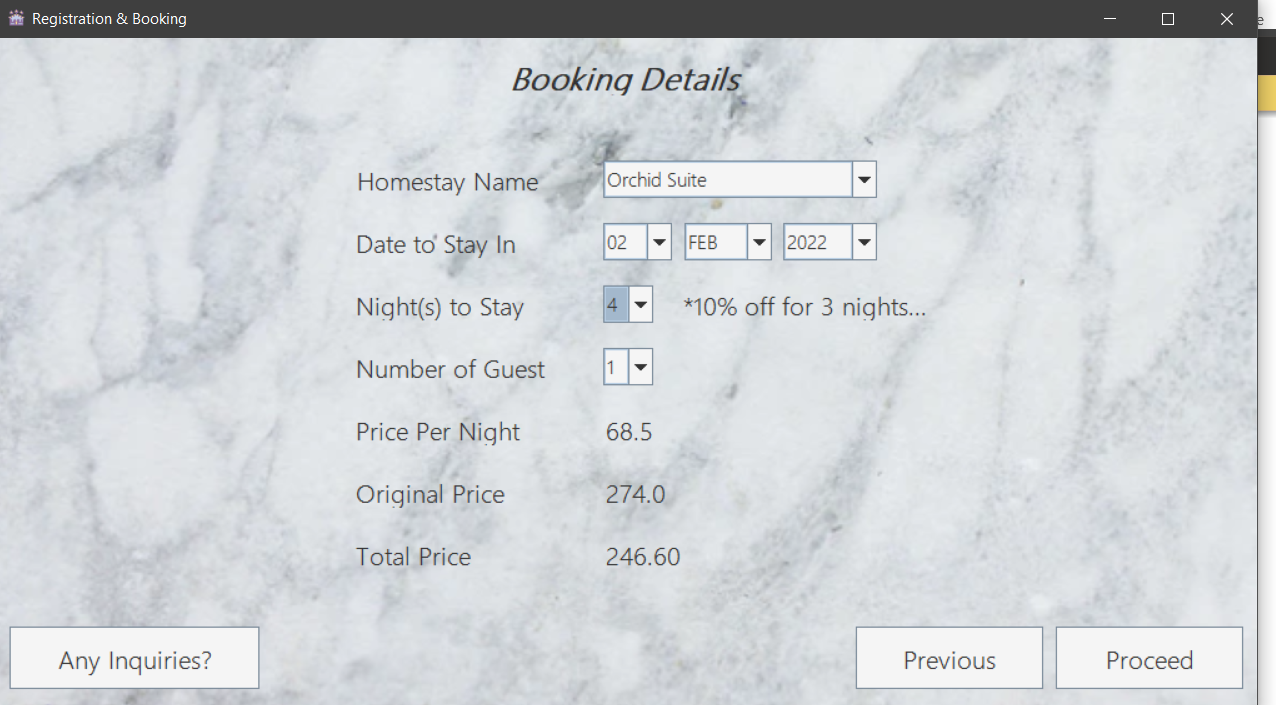 Registration & Booking
e
Booking Details
Homestay Name Orchid Suite
Date to Stay In 02 FEB 2022
Night(s) to Stay 4 *10% off for 3 nights...
Number of Guest 1
Price Per Night 68.5
Original Price 274.0
Total Price 246.60
Any Inquiries? Previous Proceed